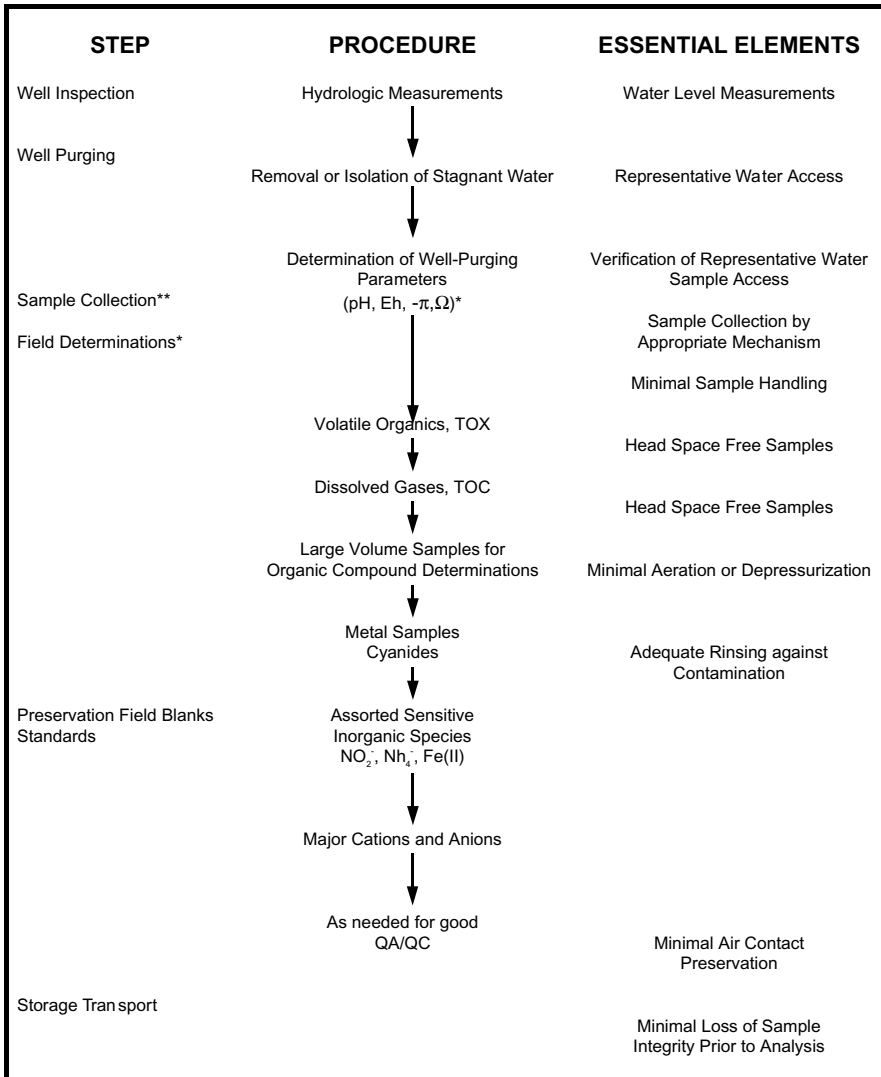 STEP PROCEDURE ESSENTIAL ELEMENTS
Well Inspection Hydrologic Measurements Water Level Measurements
Well Purging
Removal or Isolation of Stagnant Water Representative Water Access
Determination of Well-Purging Verification of Representative Water
Parameters Sample Access
Sample Collection** (pH, Eh, -π,Ω)*
Sample Collection by
Field Determinations* Appropriate Mechanism
Minimal Sample Handling
Volatile Organics, TOX
Head Space Free Samples
Dissolved Gases, TOC
Head Space Free Samples
Large Volume Samples for
Organic Compound Determinations Minimal Aeration or Depressurization
Metal Samples
Cyanides Adequate Rinsing against
Contamination
Preservation Field Blanks Assorted Sensitive
Standards Inorganic Species
NO₂⁻, Nh₄⁻, Fe(II)
Major Cations and Anions
As needed for good
QA/QC Minimal Air Contact
Preservation
Storage Transport
Minimal Loss of Sample
Integrity Prior to Analysis